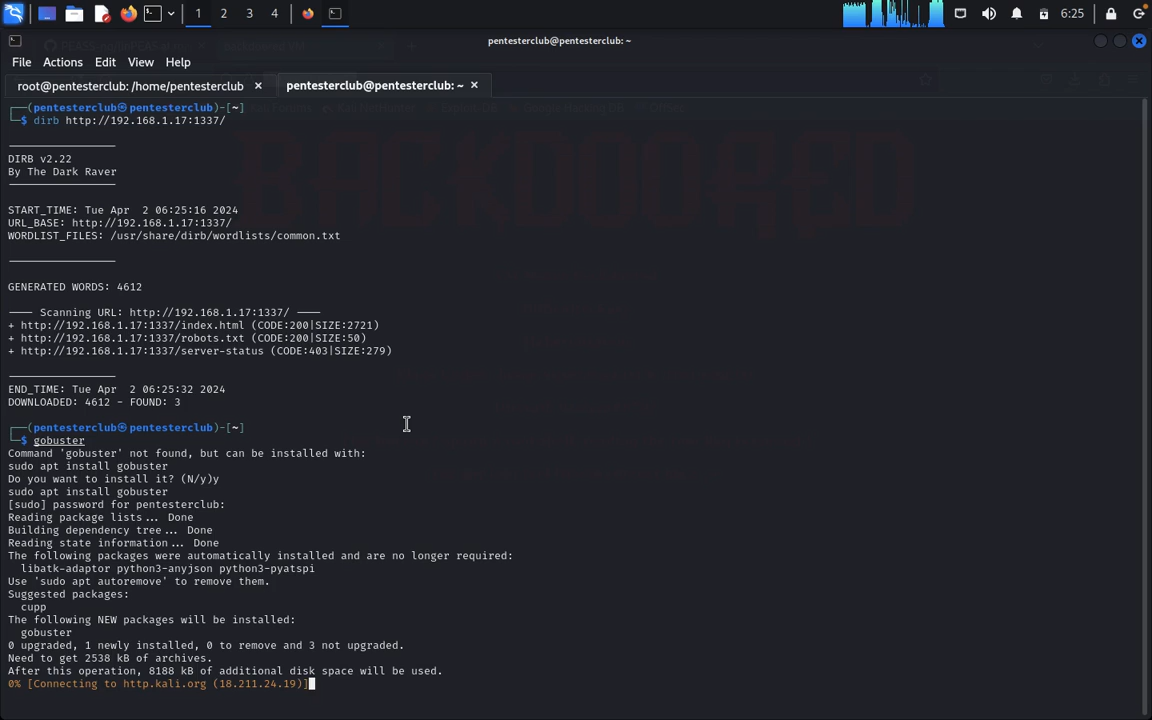 1 2 3 4 6:25
pentesterclub@pentesterclub: ~
File Actions Edit View Help
root@pentesterclub: /home/pentesterclub × pentesterclub@pentesterclub: ~ ×
BACKDOORED
┌──(pentesterclub㉿pentesterclub)-[~]
└─$ dirb http://192.168.1.17:1337/
DIRB v2.22
By The Dark Raver
START_TIME: Tue Apr  2 06:25:16 2024
URL_BASE: http://192.168.1.17:1337/
WORDLIST_FILES: /usr/share/dirb/wordlists/common.txt
GENERATED WORDS: 4612
---- Scanning URL: http://192.168.1.17:1337/ ----
+ http://192.168.1.17:1337/index.html (CODE:200|SIZE:2721)
+ http://192.168.1.17:1337/robots.txt (CODE:200|SIZE:50)
+ http://192.168.1.17:1337/server-status (CODE:403|SIZE:279)
END_TIME: Tue Apr  2 06:25:32 2024
DOWNLOADED: 4612 - FOUND: 3
┌──(pentesterclub㉿pentesterclub)-[~]
└─$ gobuster
Command 'gobuster' not found, but can be installed with:
sudo apt install gobuster
Do you want to install it? (N/y)y
sudo apt install gobuster
[sudo] password for pentesterclub:
Reading package lists... Done
Building dependency tree... Done
Reading state information... Done
The following packages were automatically installed and are no longer required:
libatk-adaptor python3-anyjson python3-pyatspi
Use 'sudo apt autoremove' to remove them.
Suggested packages:
cupp
The following NEW packages will be installed:
gobuster
0 upgraded, 1 newly installed, 0 to remove and 3 not upgraded.
Need to get 2538 kB of archives.
After this operation, 8188 kB of additional disk space will be used.
0% [Connecting to http.kali.org (18.211.24.19)]